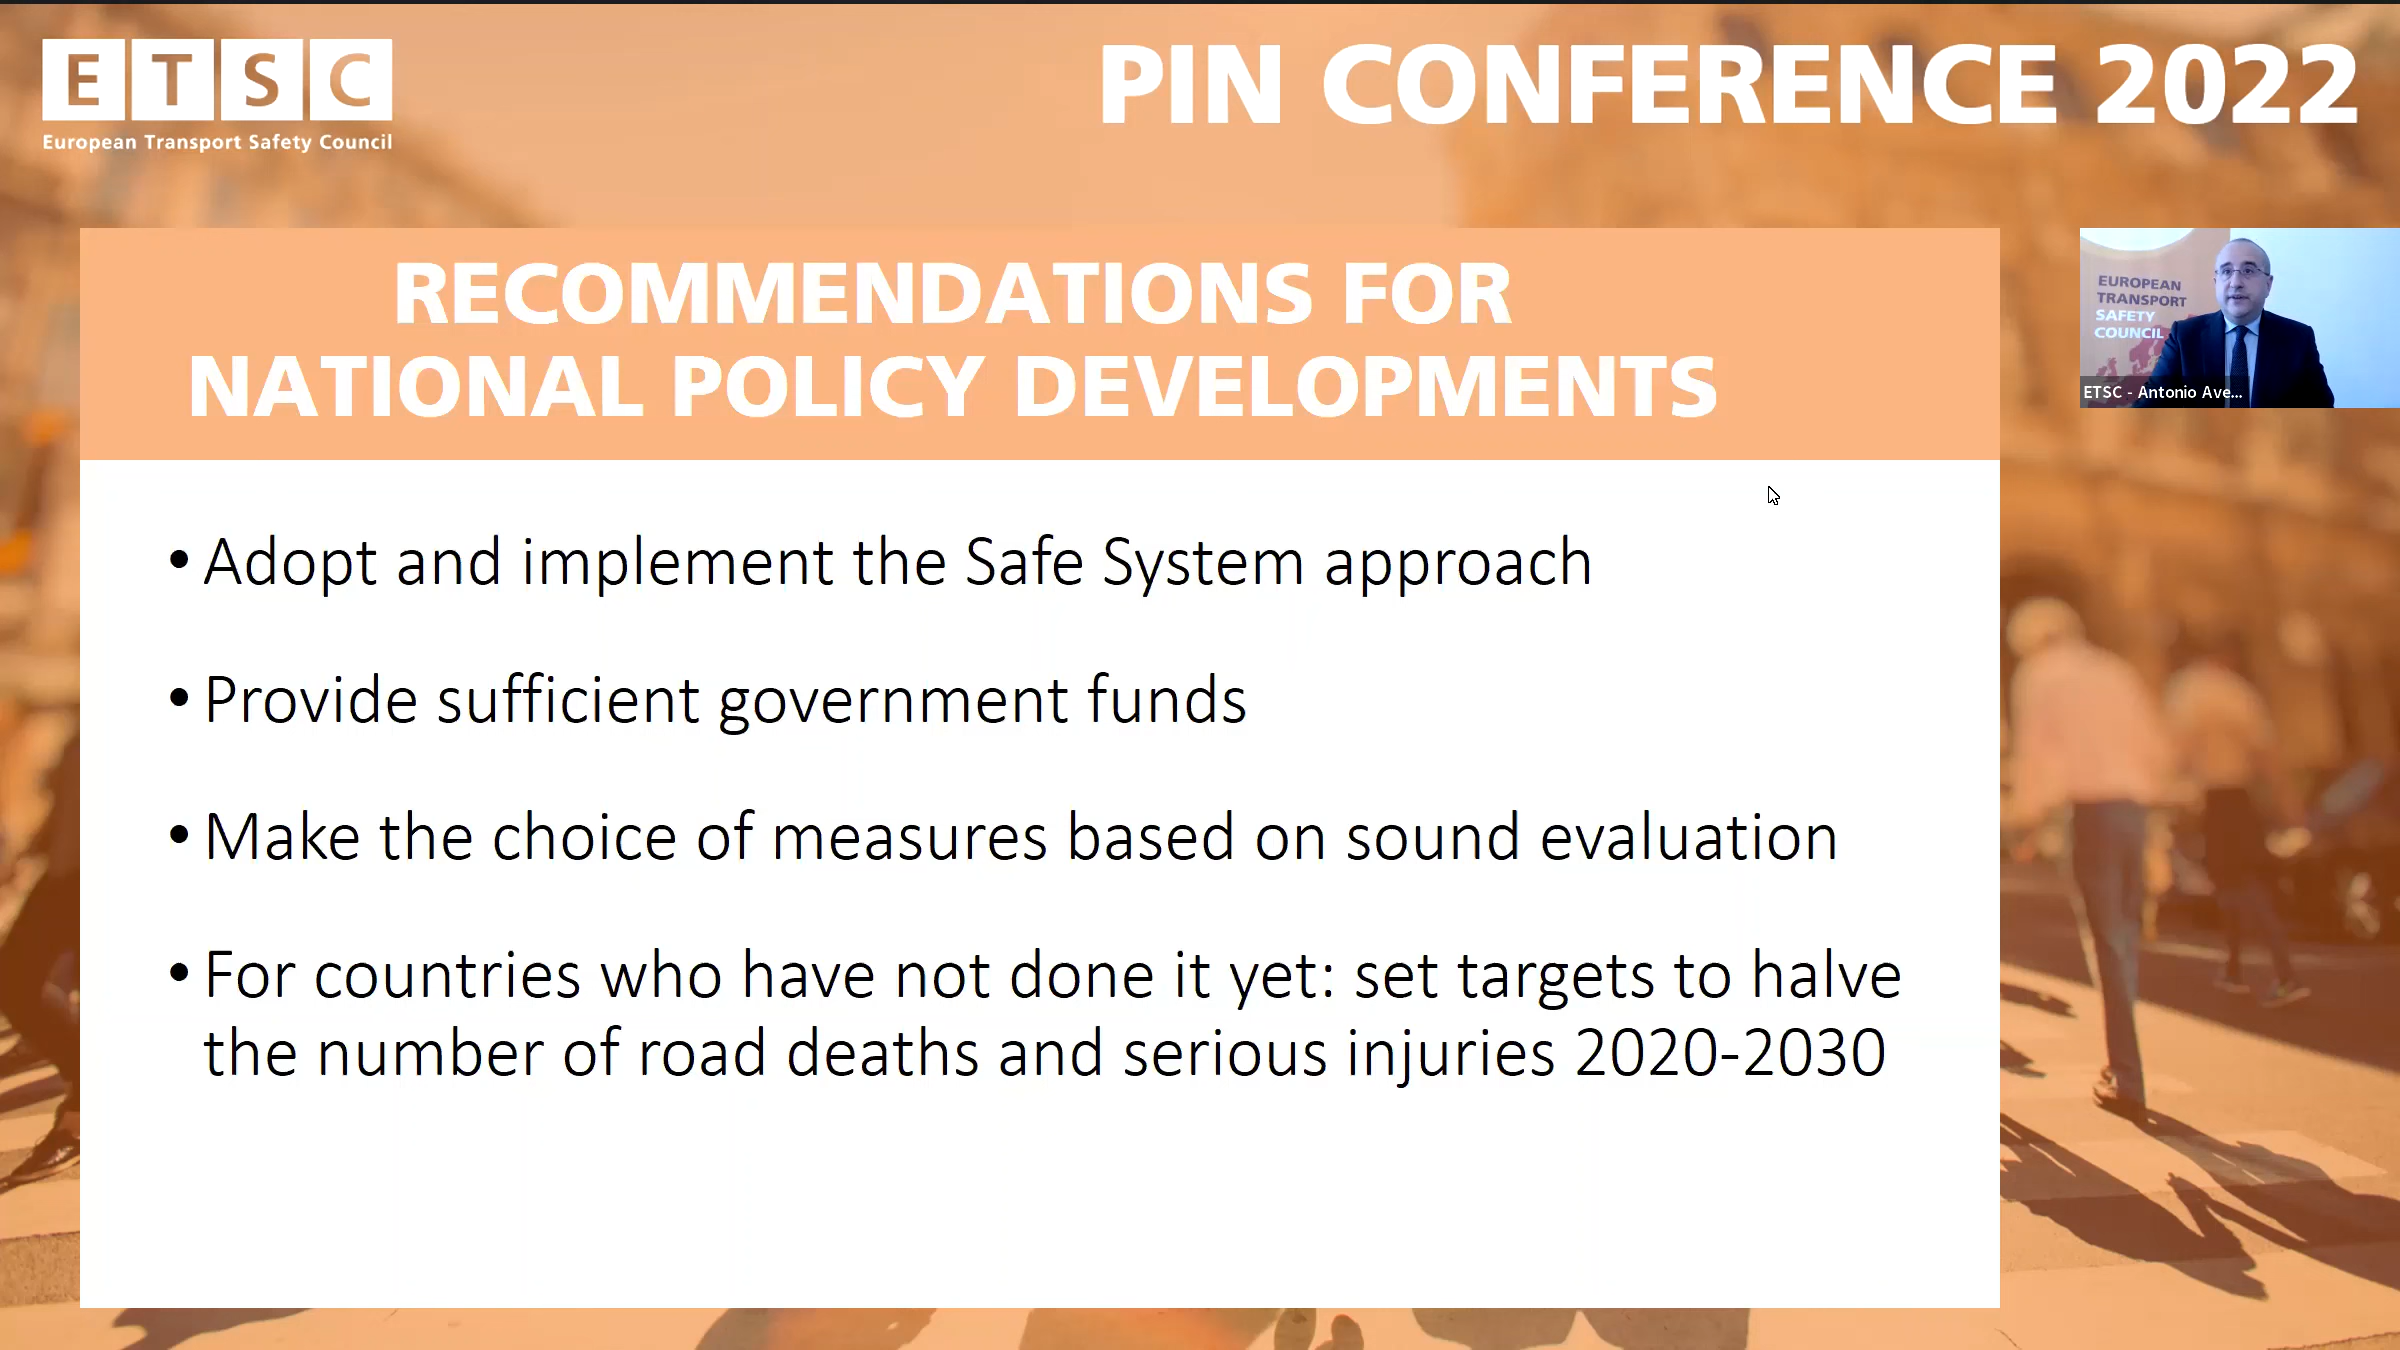 ETSC
European Transport Safety Council
PIN CONFERENCE 2022
RECOMMENDATIONS FOR
NATIONAL POLICY DEVELOPMENTS
EUROPEAN
TRANSPORT
SAFETY
COUNCIL
ETSC - Antonio Ave...
• Adopt and implement the Safe System approach
• Provide sufficient government funds
• Make the choice of measures based on sound evaluation
• For countries who have not done it yet: set targets to halve
the number of road deaths and serious injuries 2020-2030